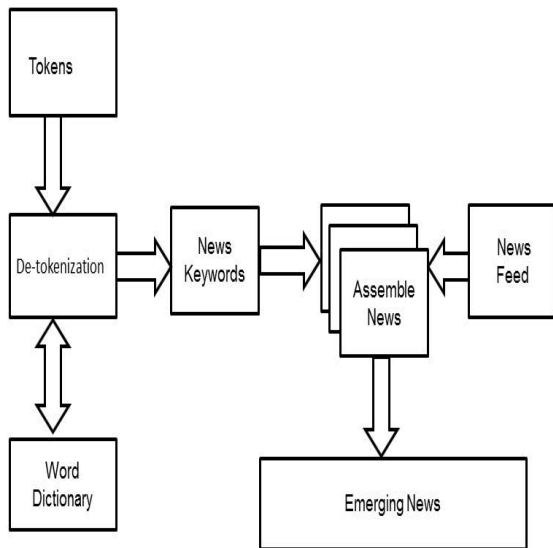 Tokens
De-tokenization
News
Keywords
Assemble
News
News
Feed
Word
Dictionary
Emerging News